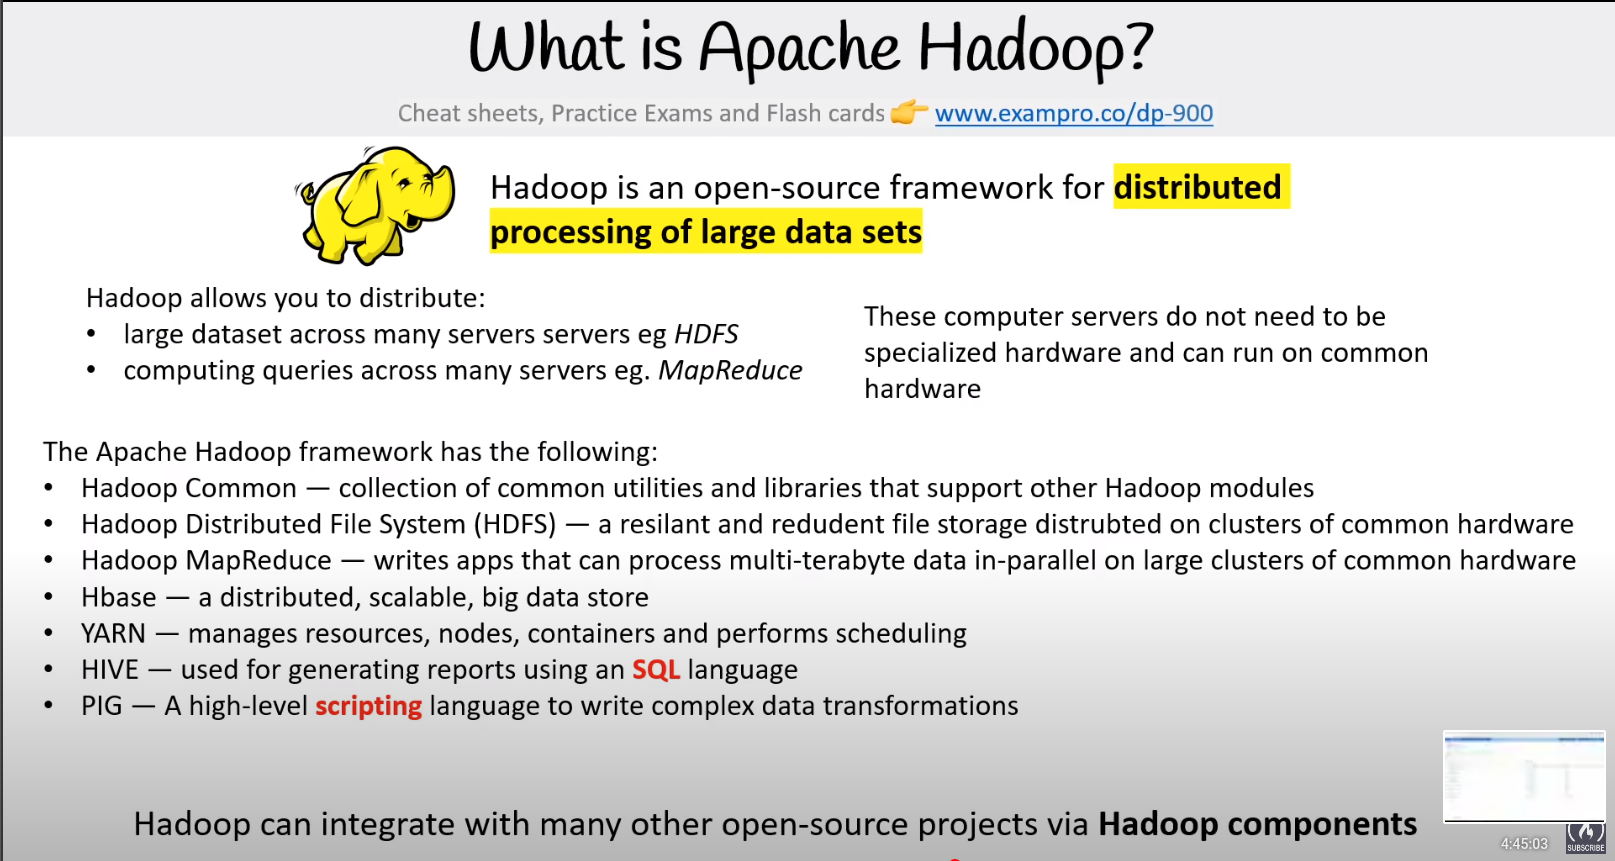 What is Apache Hadoop?
Cheat sheets, Practice Exams and Flash cards 👉 www.exampro.co/dp-900
Hadoop is an open-source framework for distributed
processing of large data sets
Hadoop allows you to distribute:
• large dataset across many servers servers eg HDFS
• computing queries across many servers eg. MapReduce
These computer servers do not need to be
specialized hardware and can run on common
hardware
The Apache Hadoop framework has the following:
• Hadoop Common — collection of common utilities and libraries that support other Hadoop modules
• Hadoop Distributed File System (HDFS) — a resilant and redudent file storage distrubted on clusters of common hardware
• Hadoop MapReduce — writes apps that can process multi-terabyte data in-parallel on large clusters of common hardware
• Hbase — a distributed, scalable, big data store
• YARN — manages resources, nodes, containers and performs scheduling
• HIVE — used for generating reports using an SQL language
• PIG — A high-level scripting language to write complex data transformations
Hadoop can integrate with many other open-source projects via Hadoop components
4:45:03
SUBSCRIBE